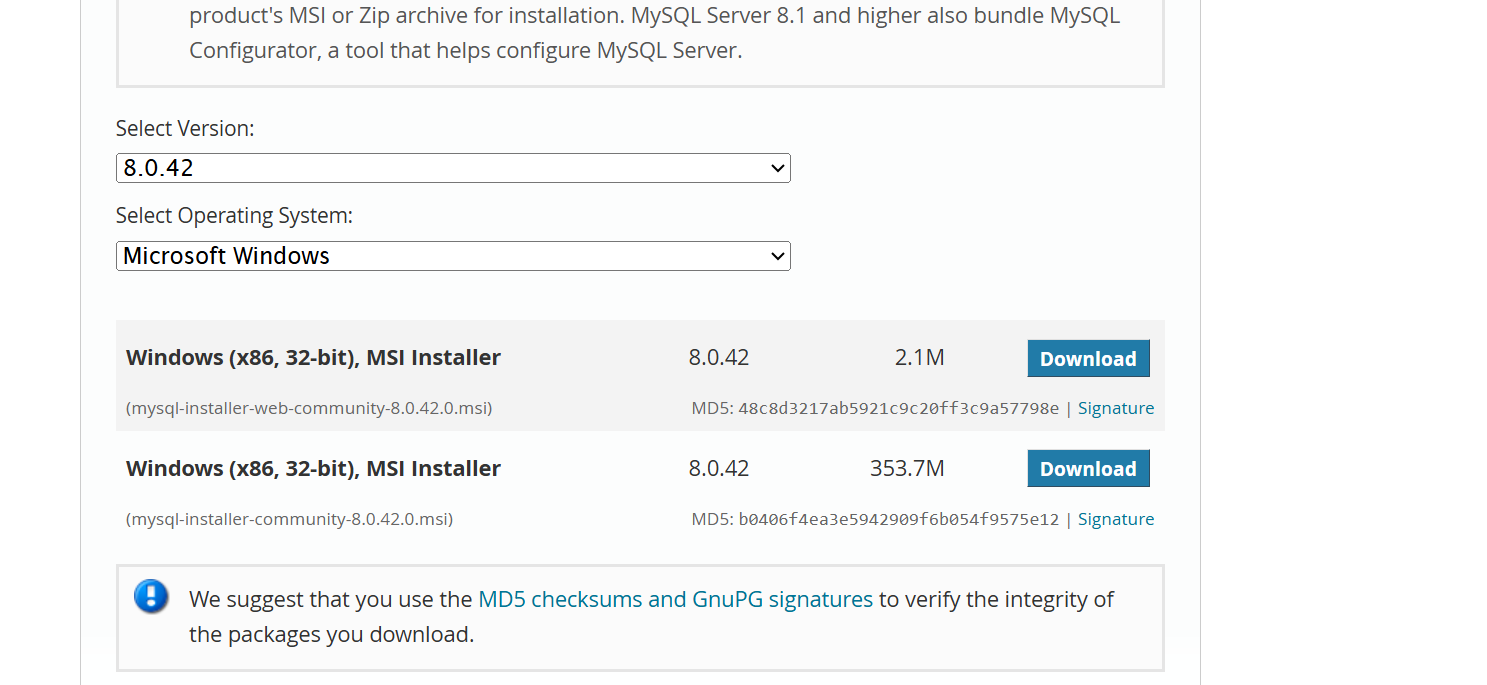 product's MSI or Zip archive for installation. MySQL Server 8.1 and higher also bundle MySQL
Configurator, a tool that helps configure MySQL Server.
Select Version:
8.0.42
Select Operating System:
Microsoft Windows
Windows (x86, 32-bit), MSI Installer 8.0.42 2.1M Download
(mysql-installer-web-community-8.0.42.0.msi) MD5: 48c8d3217ab5921c9c20ff3c9a57798e | Signature
Windows (x86, 32-bit), MSI Installer 8.0.42 353.7M Download
(mysql-installer-community-8.0.42.0.msi) MD5: b0406f4ea3e5942909f6b054f9575e12 | Signature
We suggest that you use the MD5 checksums and GnuPG signatures to verify the integrity of
the packages you download.